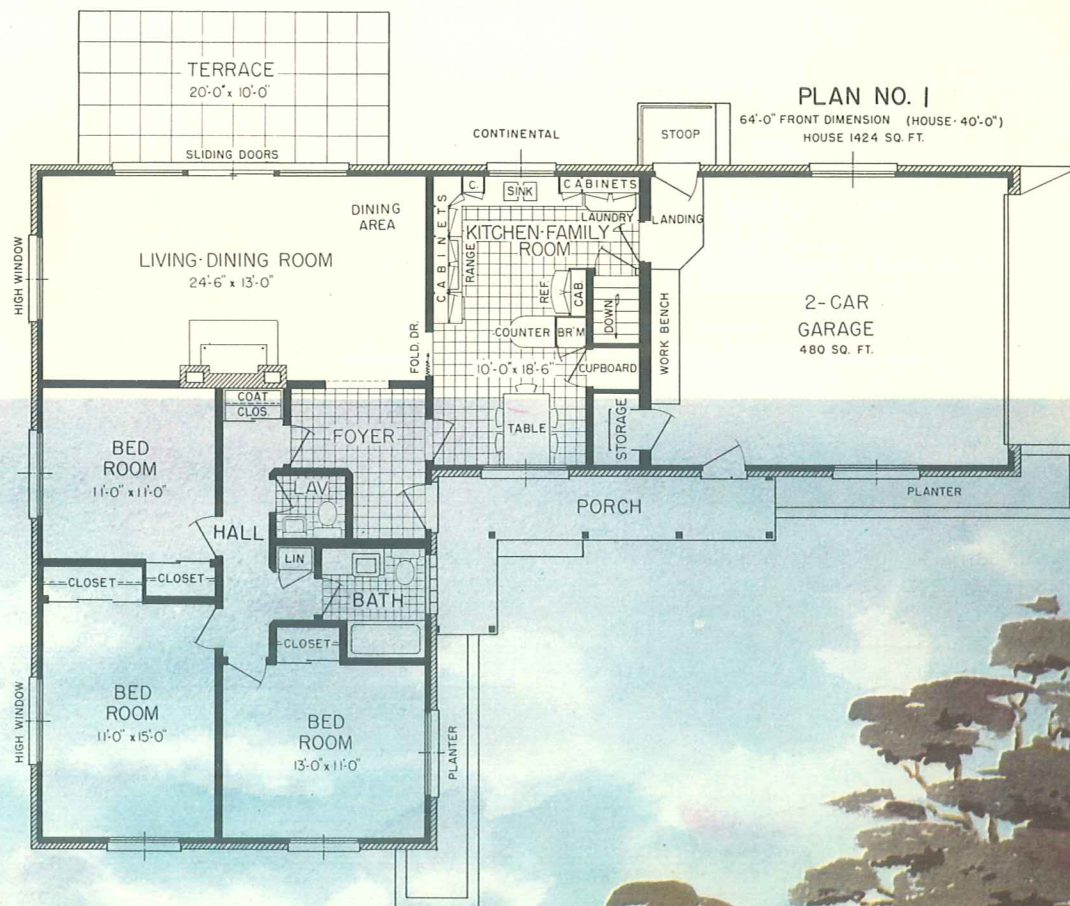 TERRACE
20'-0" x 10'-0"
PLAN NO. 1
64'-0" FRONT DIMENSION (HOUSE-40'-0")
HOUSE 1424 SQ. FT.
CONTINENTAL
STOOP
SLIDING DOORS
C.
SINK
CABINETS
DINING
AREA
CABINETS
RANGE
LAUNDRY
LANDING
KITCHEN-FAMILY
ROOM
HIGH WINDOW
LIVING-DINING ROOM
24'-6" x 13'-0"
REF.
CAB.
DOWN
WORK BENCH
2-CAR
GARAGE
480 SQ. FT.
FOLD. DR.
COUNTER
BR'M
10'-0" x 18'-6"
CUPBOARD
COAT
CLOS.
FOYER
TABLE
STORAGE
BED
ROOM
11'-0" x 11'-0"
LAV.
PLANTER
PORCH
HALL
LIN
CLOSET
CLOSET
BATH
CLOSET
HIGH WINDOW
BED
ROOM
11'-0" x 15'-0"
BED
ROOM
13'-0" x 11'-0"
PLANTER